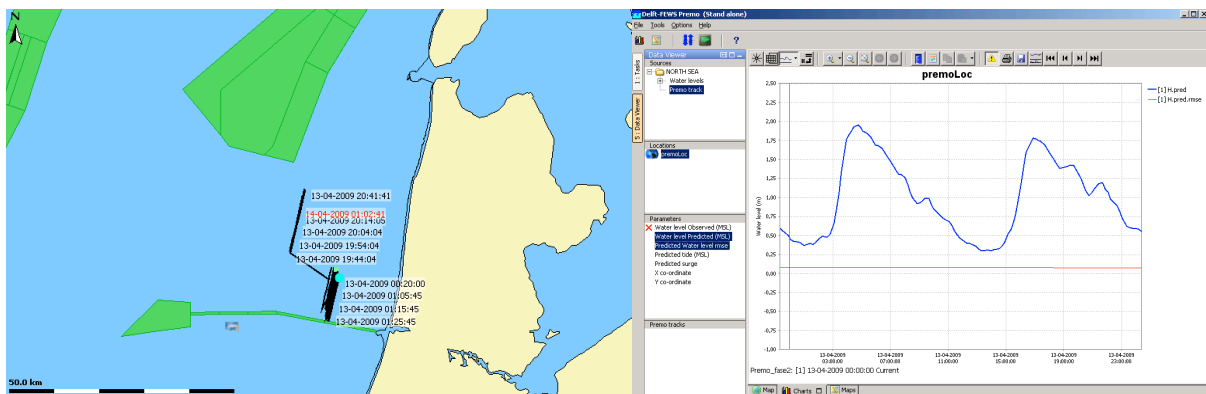 N
13-04-2009 20:41:41
14-04-2009 01:02:41
13-04-2009 20:14:05
13-04-2009 20:04:04
13-04-2009 19:54:04
13-04-2009 19:44:04
13-04-2009 00:20:00
13-04-2009 01:05:45
13-04-2009 01:15:45
13-04-2009 01:25:45
50.0 km
Delft-FEWS Premo (Stand alone)
File Tools Options Help
1 : Tasks
5 : Data Viewer
Data Viewer
Sources
NORTH SEA
Water levels
Premo track
Locations
premoLoc
Parameters
Water level Observed (MSL)
Water level Predicted (MSL)
Predicted Water level rmse
Predicted tide (MSL)
Predicted surge
X co-ordinate
Y co-ordinate
Premo tracks
premoLoc
[1] H.pred
[1] H.pred.rmse
Water level (m)
2,50
2,25
2,00
1,75
1,50
1,25
1,00
0,75
0,50
0,25
0,00
-0,25
-0,50
-0,75
-1,00
13-04-2009 13-04-2009 13-04-2009 13-04-2009 13-04-2009 13-04-2009
03:00:00 07:00:00 11:00:00 15:00:00 19:00:00 23:00:00
Premo_fase2: [1] 13-04-2009 00:00:00 Current
Map Charts Maps